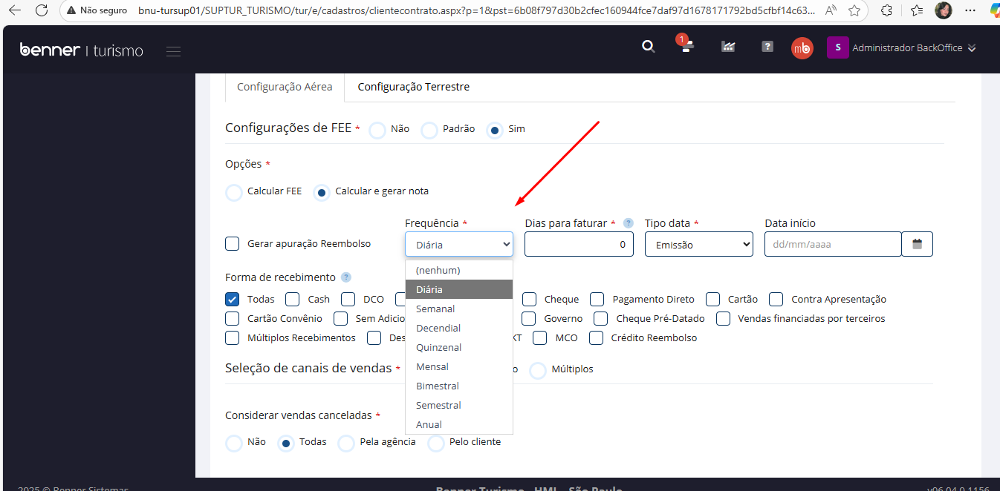 Não seguro bnu-tursup01/SUPTUR_TURISMO/tur/e/cadastros/clientecontrato.aspx?p=1&pst=6b08f797d30b2cfec160944fce7daf97d1678171792bd5cfbf14c63...
benner | turismo
1
?
mb
S
Administrador BackOffice
Configuração Aérea Configuração Terrestre
Configurações de FEE * Não Padrão Sim
Opções *
Calcular FEE Calcular e gerar nota
Frequência * Dias para faturar * ? Tipo data * Data início
Gerar apuração Reembolso Diária 0 Emissão dd/mm/aaaa
(nenhum)
Diária
Semanal
Decendial
Quinzenal
Mensal
Bimestral
Semestral
Anual
Forma de recebimento ?
Todas Cash DCO Cheque Pagamento Direto Cartão Contra Apresentação
Cartão Convênio Sem Adicio Governo Cheque Pré-Datado Vendas financiadas por terceiros
Múltiplos Recebimentos Des KT MCO Crédito Reembolso
Seleção de canais de vendas * o Múltiplos
Considerar vendas canceladas *
Não Todas Pela agência Pelo cliente
2025 © Benner Sistemas Benner Turismo - HML - São Paulo v06.04.0.1156